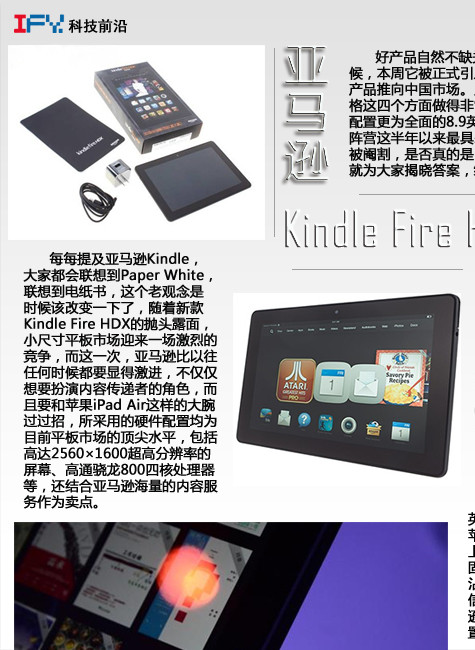 IFY 科技前沿
亚马逊
好产品自然不缺
候，本周它被正式引
产品推向中国市场。
格这四个方面做得非
配置更为全面的8.9英
阵营这半年以来最具
被阉割，是否真的是
就为大家揭晓答案，
Kindle Fire H
每每提及亚马逊Kindle，
大家都会联想到Paper White，
联想到电纸书，这个老观念是
时候该改变一下了，随着新款
Kindle Fire HDX的抛头露面，
小尺寸平板市场迎来一场激烈的
竞争，而这一次，亚马逊比以往
任何时候都要显得激进，不仅仅
想要扮演内容传递者的角色，而
且要和苹果iPad Air这样的大腕
过过招，所采用的硬件配置均为
目前平板市场的顶尖水平，包括
高达2560×1600超高分辨率的
屏幕、高通骁龙800四核处理器
等，还结合亚马逊海量的内容服
务作为卖点。
ATARI
GREATEST HITS
PRO
1
Savory Pie
Recipes
英
苹
上
固
沾
信
逊
置